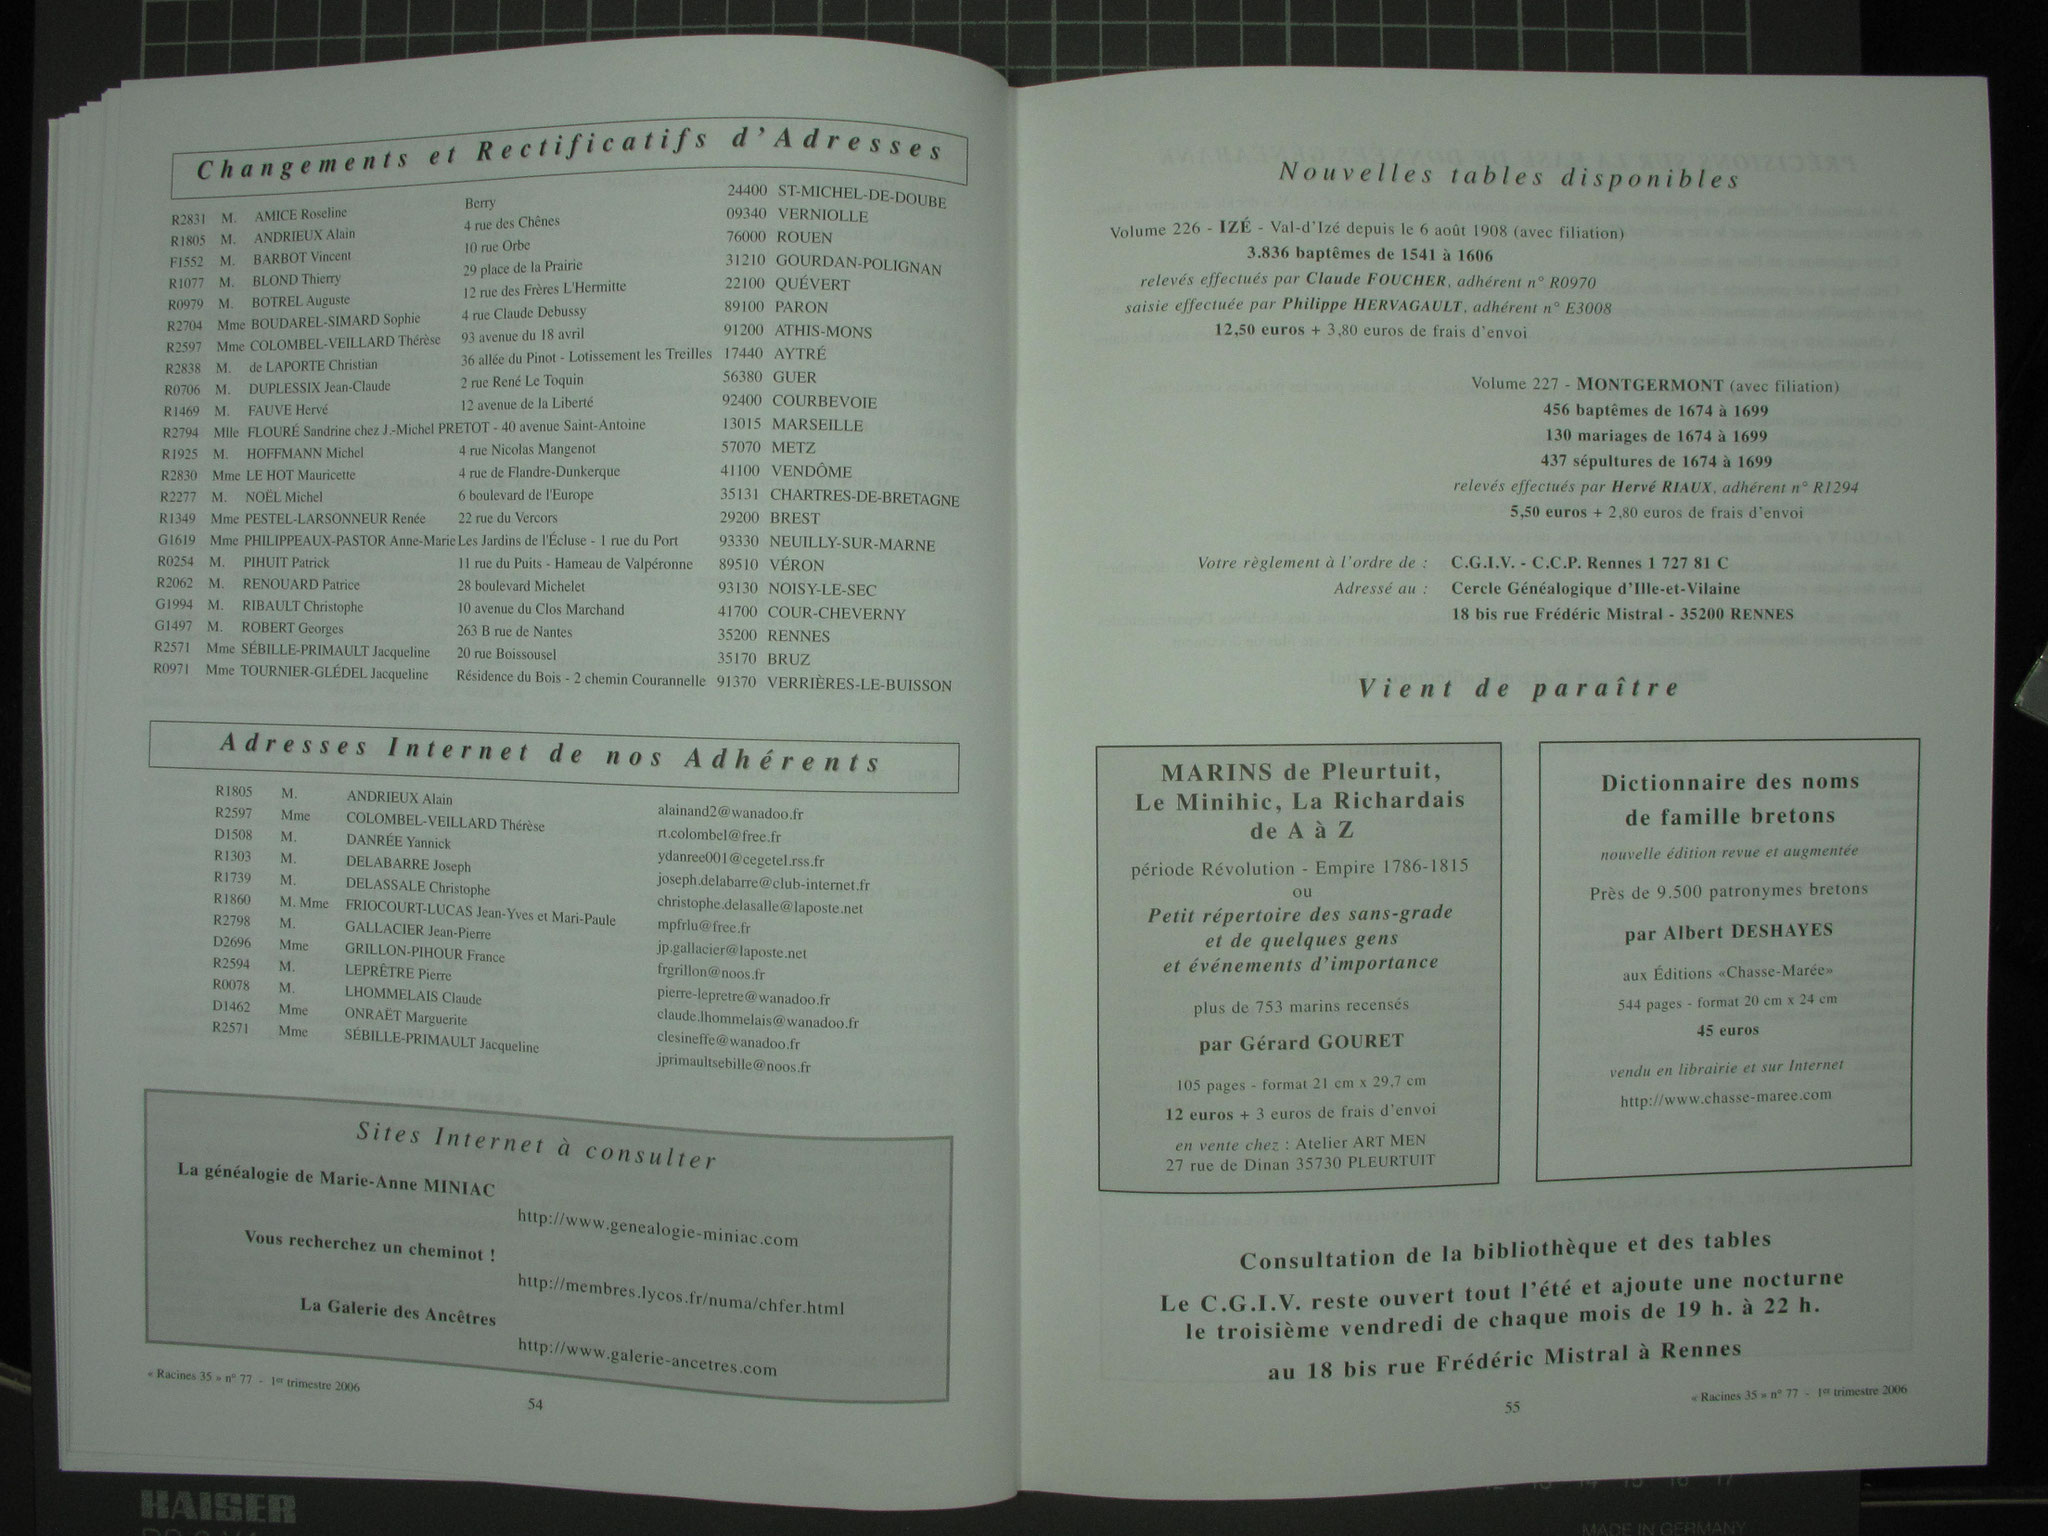 Changements et Rectificatifs d'Adresses
R2831 M. AMICE Roseline Berry 24400 ST-MICHEL-DE-DOUBE
R1805 M. ANDRIEUX Alain 4 rue des Chênes 09340 VERNIOLLE
F1552 M. BARBOT Vincent 10 rue Orbe 76000 ROUEN
R1077 M. BLOND Thierry 29 place de la Prairie 31210 GOURDAN-POLIGNAN
R0979 M. BOTREL Auguste 12 rue des Frères L'Hermitte 22100 QUÉVERT
R2704 Mme BOUDAREL-SIMARD Sophie 4 rue Claude Debussy 89100 PARON
R2597 Mme COLOMBEL-VEILLARD Thérèse 93 avenue du 18 avril 91200 ATHIS-MONS
R2838 M. de LAPORTE Christian 36 allée du Pinot - Lotissement les Treilles 17440 AYTRÉ
R0706 M. DUPLESSIX Jean-Claude 2 rue René Le Toquin 56380 GUER
R1469 M. FAUVE Hervé 12 avenue de la Liberté 92400 COURBEVOIE
R2794 Mlle FLOURÉ Sandrine chez J.-Michel PRETOT - 40 avenue Saint-Antoine 13015 MARSEILLE
R1925 M. HOFFMANN Michel 4 rue Nicolas Mangenot 57070 METZ
R2830 Mme LE HOT Mauricette 4 rue de Flandre-Dunkerque 41100 VENDÔME
R2277 M. NOËL Michel 6 boulevard de l'Europe 35131 CHARTRES-DE-BRETAGNE
R1349 Mme PESTEL-LARSONNEUR Renée 22 rue du Vercors 29200 BREST
G1619 Mme PHILIPPEAUX-PASTOR Anne-Marie Les Jardins de l'Écluse - 1 rue du Port 93330 NEUILLY-SUR-MARNE
R0254 M. PIHUIT Patrick 11 rue du Puits - Hameau de Valpéronne 89510 VÉRON
R2062 M. RENOUARD Patrice 28 boulevard Michelet 93130 NOISY-LE-SEC
G1994 M. RIBAULT Christophe 10 avenue du Clos Marchand 41700 COUR-CHEVERNY
G1497 M. ROBERT Georges 263 B rue de Nantes 35200 RENNES
R2571 Mme SÉBILLE-PRIMAULT Jacqueline 20 rue Boissousel 35170 BRUZ
R0971 Mme TOURNIER-GLÉDEL Jacqueline Résidence du Bois - 2 chemin Courannelle 91370 VERRIÈRES-LE-BUISSON
Adresses Internet de nos Adhérents
R1805 M. ANDRIEUX Alain alainand2@wanadoo.fr
R2597 Mme COLOMBEL-VEILLARD Thérèse rt.colombel@free.fr
D1508 M. DANRÉE Yannick ydanree001@cegetel.rss.fr
R1303 M. DELABARRE Joseph joseph.delabarre@club-internet.fr
R1739 M. DELASSALE Christophe christophe.delasalle@laposte.net
R1860 M. Mme FRIOCOURT-LUCAS Jean-Yves et Mari-Paule mpfrlu@free.fr
R2798 M. GALLACIER Jean-Pierre jp.gallacier@laposte.net
D2696 Mme GRILLON-PIHOUR France frgrillon@noos.fr
R2594 M. LEPRÊTRE Pierre pierre-lepretre@wanadoo.fr
R0078 M. LHOMMELAIS Claude claude.lhommelais@wanadoo.fr
D1462 Mme ONRAËT Marguerite clesineffe@wanadoo.fr
R2571 Mme SÉBILLE-PRIMAULT Jacqueline jprimaultsebille@noos.fr
Sites Internet à consulter
La généalogie de Marie-Anne MINIAC
http://www.genealogie-miniac.com
Vous recherchez un cheminot !
http://membres.lycos.fr/numa/chfer.html
La Galerie des Ancêtres
http://www.galerie-ancetres.com
« Racines 35 » n° 77 - 1er trimestre 2006
54
Nouvelles tables disponibles
Volume 226 - IZÉ - Val-d'Izé depuis le 6 août 1908 (avec filiation)
3.836 baptêmes de 1541 à 1606
relevés effectués par Claude FOUCHER, adhérent n° R0970
saisie effectuée par Philippe HERVAGAULT, adhérent n° E3008
12,50 euros + 3,80 euros de frais d'envoi
Volume 227 - MONTGERMONT (avec filiation)
456 baptêmes de 1674 à 1699
130 mariages de 1674 à 1699
437 sépultures de 1674 à 1699
relevés effectués par Hervé RIAUX, adhérent n° R1294
5,50 euros + 2,80 euros de frais d'envoi
Votre règlement à l'ordre de : C.G.I.V. - C.C.P. Rennes 1 727 81 C
Adressé au : Cercle Généalogique d'Ille-et-Vilaine
18 bis rue Frédéric Mistral - 35200 RENNES
Vient de paraître
MARINS de Pleurtuit,
Le Minihic, La Richardais
de A à Z
période Révolution - Empire 1786-1815
ou
Petit répertoire des sans-grade
et de quelques gens
et événements d'importance
plus de 753 marins recensés
par Gérard GOURET
105 pages - format 21 cm x 29,7 cm
12 euros + 3 euros de frais d'envoi
en vente chez : Atelier ART MEN
27 rue de Dinan 35730 PLEURTUIT
Dictionnaire des noms
de famille bretons
nouvelle édition revue et augmentée
Près de 9.500 patronymes bretons
par Albert DESHAYES
aux Éditions «Chasse-Marée»
544 pages - format 20 cm x 24 cm
45 euros
vendu en librairie et sur Internet
http://www.chasse-maree.com
Consultation de la bibliothèque et des tables
Le C.G.I.V. reste ouvert tout l'été et ajoute une nocturne
le troisième vendredi de chaque mois de 19 h. à 22 h.
au 18 bis rue Frédéric Mistral à Rennes
« Racines 35 » n° 77 - 1er trimestre 2006
55
KAISER
MADE IN GERMANY